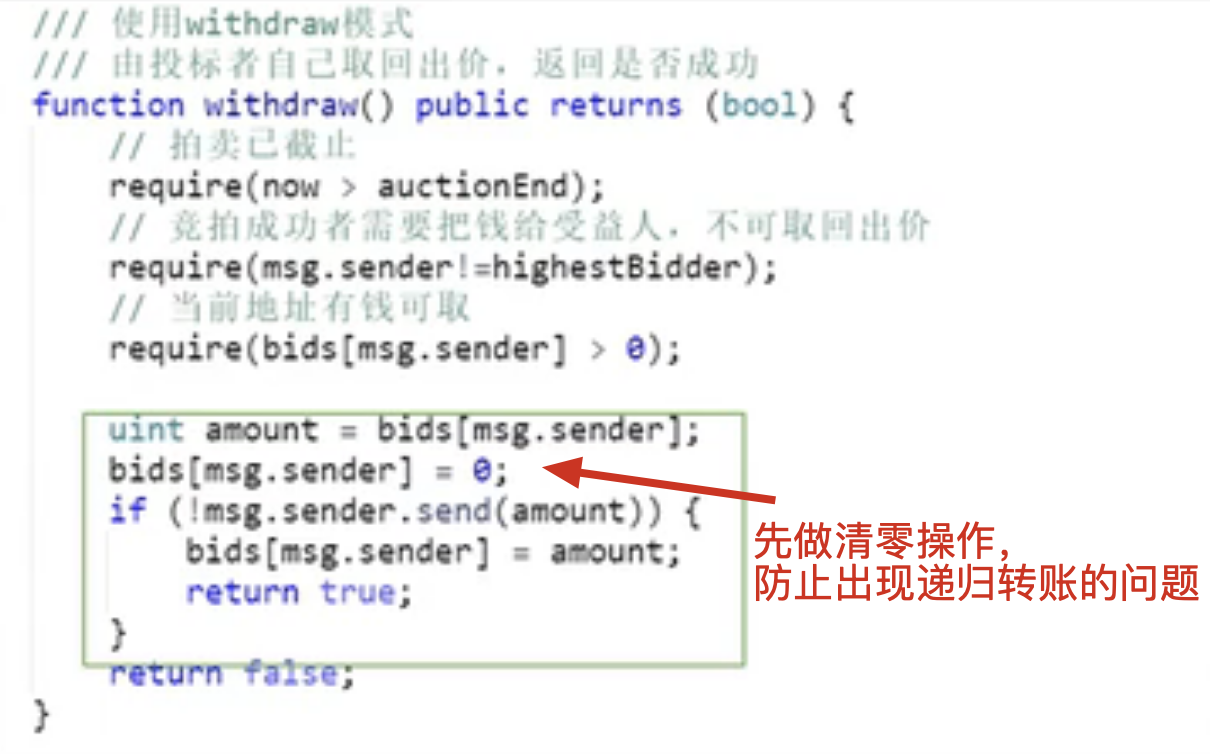 /// 使用withdraw模式
/// 由投标者自己取回出价，返回是否成功
function withdraw() public returns (bool) {
// 拍卖已截止
require(now > auctionEnd);
// 竞拍成功者需要把钱给受益人，不可取回出价
require(msg.sender!=highestBidder);
// 当前地址有钱可取
require(bids[msg.sender] > 0);
uint amount = bids[msg.sender];
bids[msg.sender] = 0;
if (!msg.sender.send(amount)) {
bids[msg.sender] = amount;
return true;
}
return false;
}
先做清零操作，
防止出现递归转账的问题